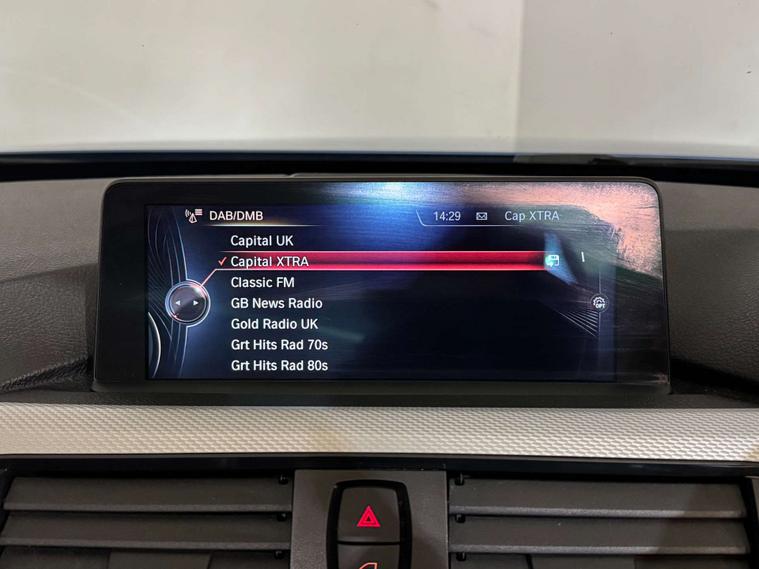 DAB/DMB 14:29 Cap XTRA
Capital UK
Capital XTRA
Classic FM
GB News Radio
OPT
Gold Radio UK
Grt Hits Rad 70s
Grt Hits Rad 80s